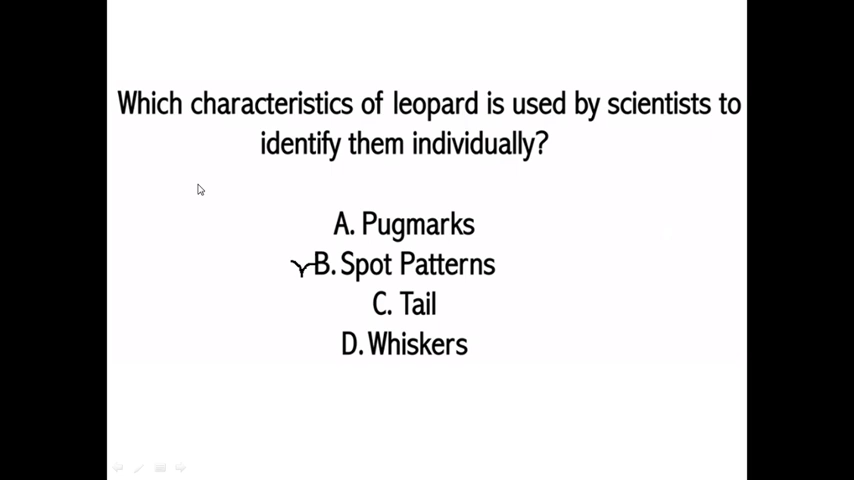 Which characteristics of leopard is used by scientists to
identify them individually?
A. Pugmarks
B. Spot Patterns
C. Tail
D. Whiskers